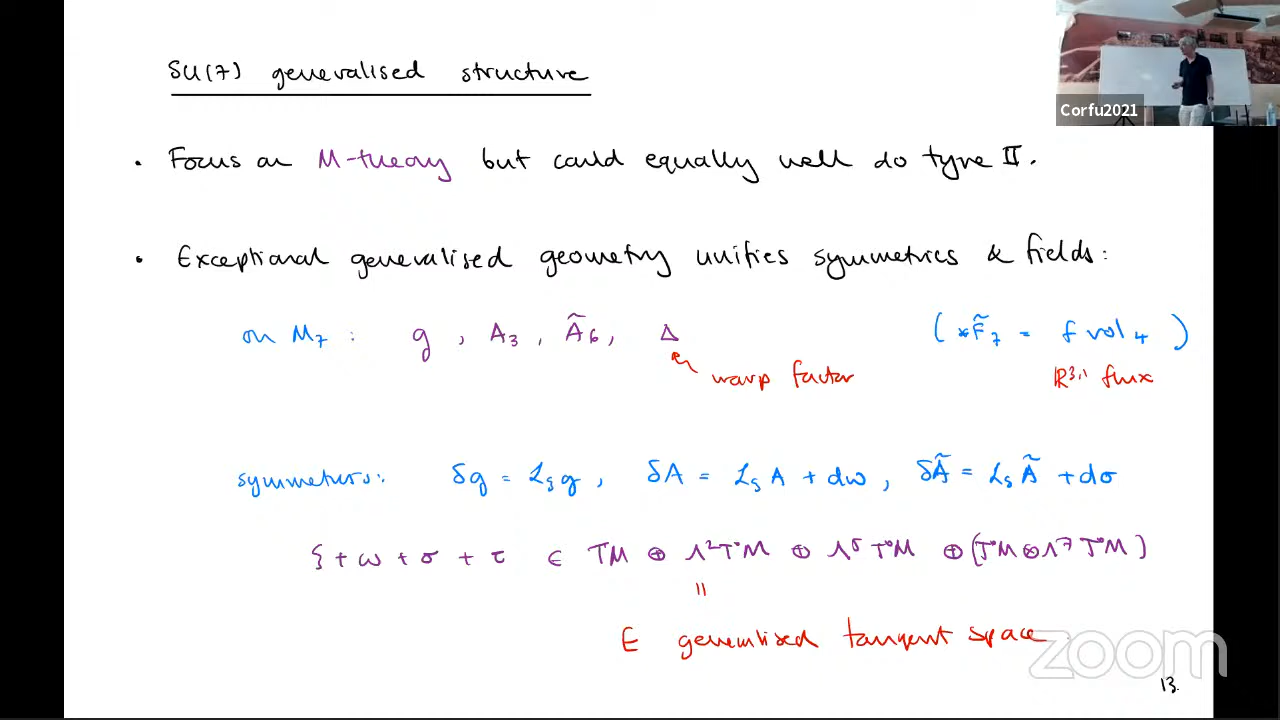 SU(7) generalised structure
Corfu2021
• Focus on M-theory but could equally well do type II.
• Exceptional generalised geometry unifies symmetries & fields:
on M₇ : g , A₃ , Ã₆, Δ ( *F̃₇ = f vol₄ )
warp factor ℝ³,¹ flux
symmetries: δg = ℒ_ξ g , δA = ℒ_ξ A + dω , δÃ = ℒ_ξ Ã + dσ
ξ + ω + σ + τ ∈ TM ⊕ Λ²T*M ⊕ Λ⁵T*M ⊕ (T*M ⊗ Λ⁷T*M)
||
E generalised tangent space.
zoom
13.